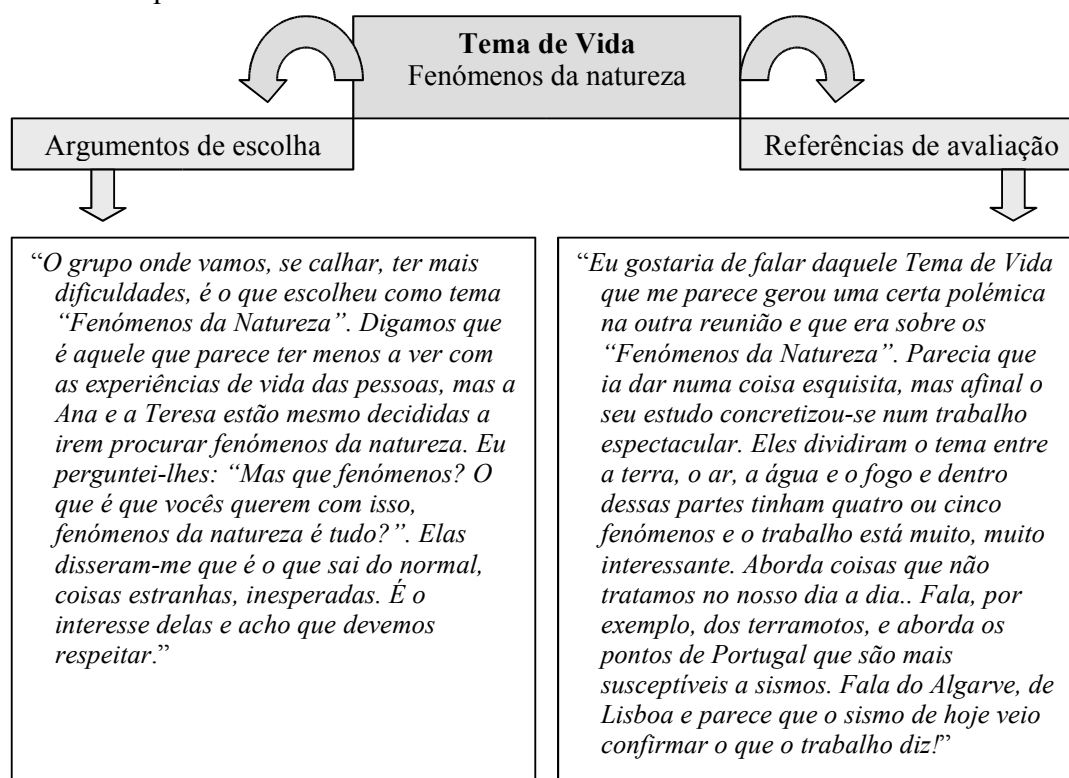 Tema de Vida
Fenómenos da natureza
Argumentos de escolha
Referências de avaliação
“O grupo onde vamos, se calhar, ter mais
dificuldades, é o que escolheu como tema
“Fenómenos da Natureza”. Digamos que
é aquele que parece ter menos a ver com
as experiências de vida das pessoas, mas a
Ana e a Teresa estão mesmo decididas a
irem procurar fenómenos da natureza. Eu
perguntei-lhes: “Mas que fenómenos? O
que é que vocês querem com isso,
fenómenos da natureza é tudo?”. Elas
disseram-me que é o que sai do normal,
coisas estranhas, inesperadas. É o
interesse delas e acho que devemos
respeitar.”
“Eu gostaria de falar daquele Tema de Vida
que me parece gerou uma certa polémica
na outra reunião e que era sobre os
“Fenómenos da Natureza”. Parecia que
ia dar numa coisa esquisita, mas afinal o
seu estudo concretizou-se num trabalho
espectacular. Eles dividiram o tema entre
a terra, o ar, a água e o fogo e dentro
dessas partes tinham quatro ou cinco
fenómenos e o trabalho está muito, muito
interessante. Aborda coisas que não
tratamos no nosso dia a dia.. Fala, por
exemplo, dos terramotos, e aborda os
pontos de Portugal que são mais
susceptíveis a sismos. Fala do Algarve, de
Lisboa e parece que o sismo de hoje veio
confirmar o que o trabalho diz!”